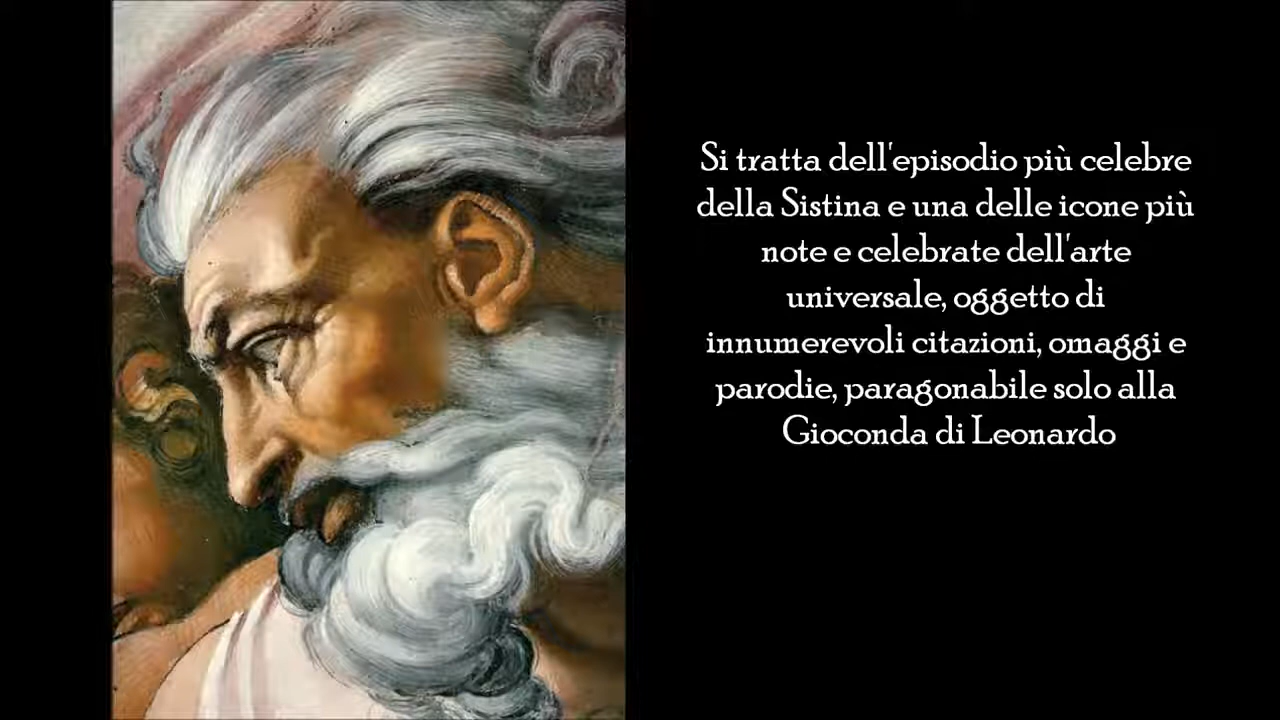 Si tratta dell'episodio più celebre
della Sistina e una delle icone più
note e celebrate dell'arte
universale, oggetto di
innumerevoli citazioni, omaggi e
parodie, paragonabile solo alla
Gioconda di Leonardo